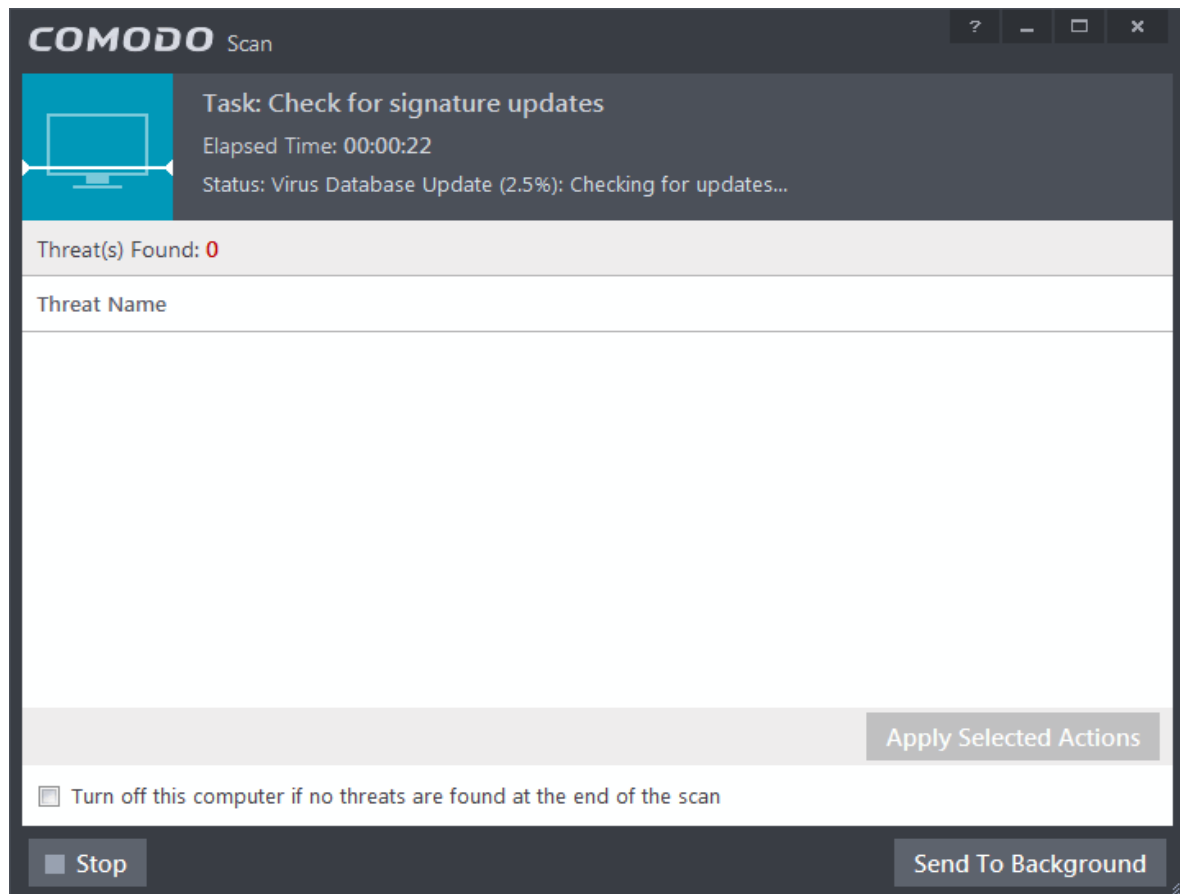 COMODO Scan
?
Task: Check for signature updates
Elapsed Time: 00:00:22
Status: Virus Database Update (2.5%): Checking for updates...
Threat(s) Found: 0
Threat Name
Apply Selected Actions
Turn off this computer if no threats are found at the end of the scan
Stop
Send To Background